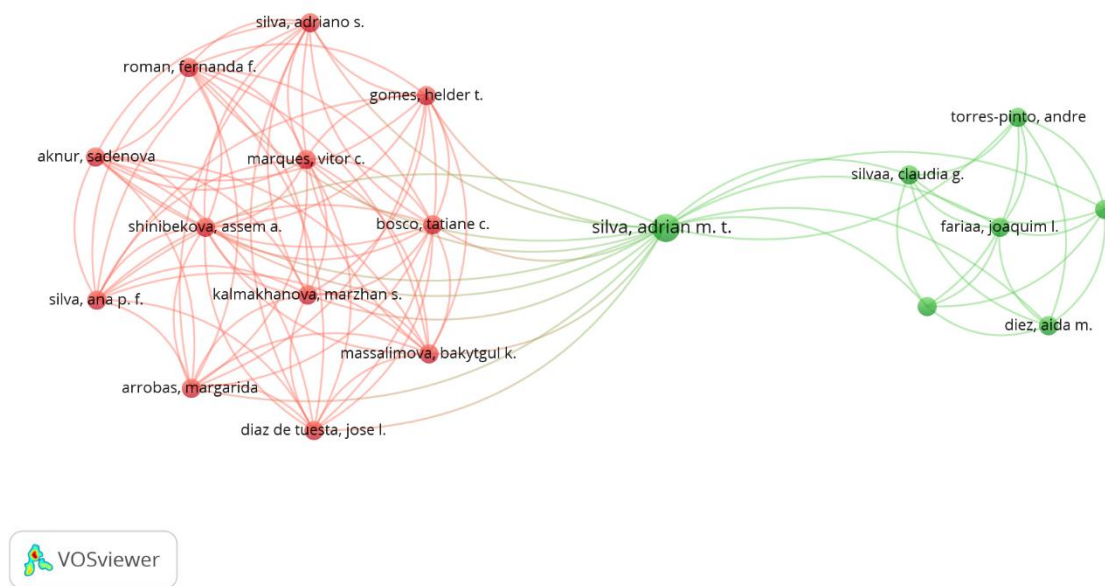 silva, adriano s.
roman, fernanda f.
gomes, helder t.
torres-pinto, andre
aknur, sadenova
marques, vitor c.
silvaa, claudia g.
shinibekova, assem a.
bosco, tatiane c.
silva, adrian m. t.
fariaa, joaquim l.
silva, ana p. f.
kalmakhanova, marzhan s.
diez, aida m.
massalimova, bakytgul k.
arrobas, margarida
diaz de tuesta, jose l.
VOSviewer